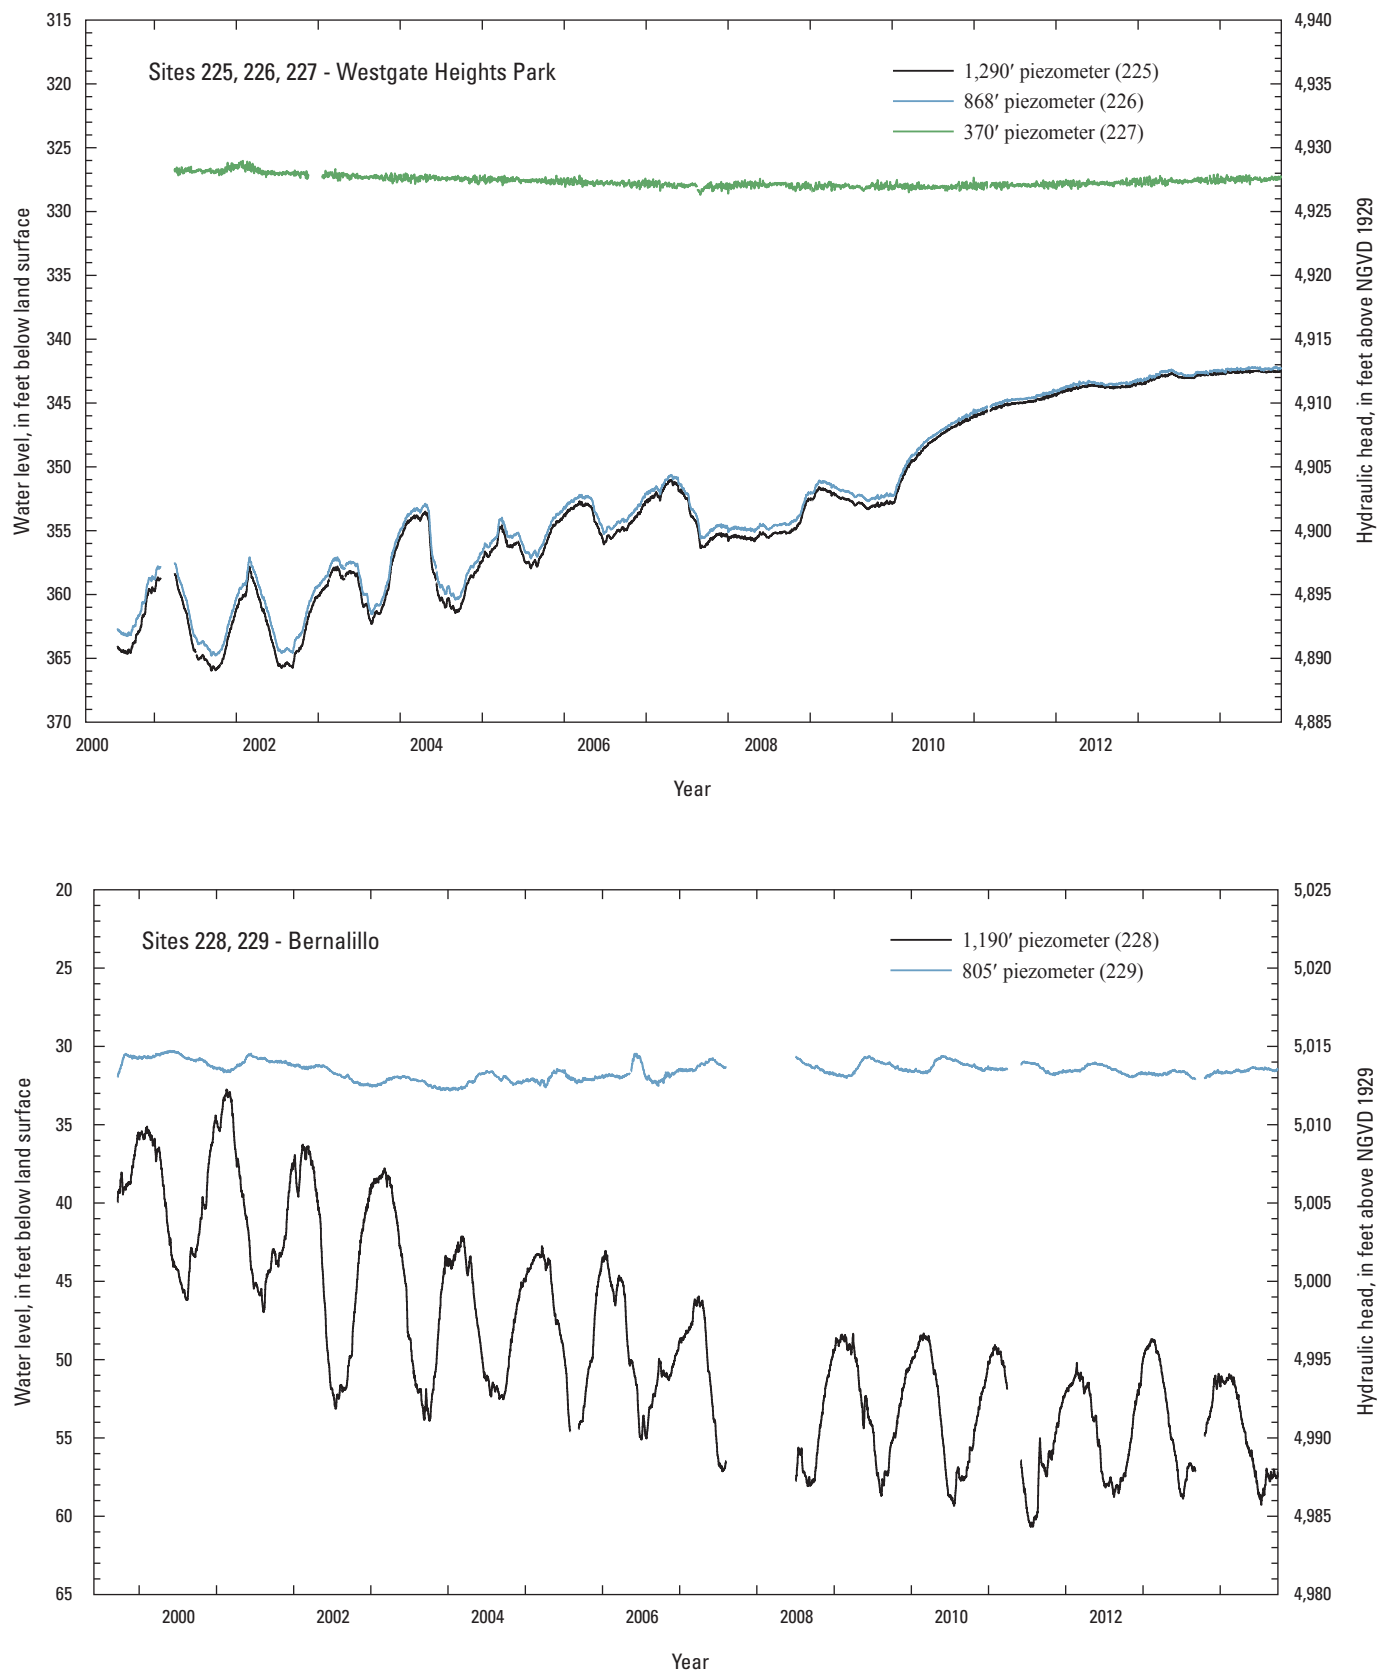 315
320
325
330
335
340
345
350
355
360
365
370
Water level, in feet below land surface
Sites 225, 226, 227 - Westgate Heights Park
1,290′ piezometer (225)
868′ piezometer (226)
370′ piezometer (227)
4,940
4,935
4,930
4,925
4,920
4,915
4,910
4,905
4,900
4,895
4,890
4,885
Hydraulic head, in feet above NGVD 1929
2000 2002 2004 2006 2008 2010 2012
Year
20
25
30
35
40
45
50
55
60
65
Water level, in feet below land surface
Sites 228, 229 - Bernalillo
1,190′ piezometer (228)
805′ piezometer (229)
5,025
5,020
5,014
5,010
5,005
5,000
4,995
4,990
4,985
4,980
Hydraulic head, in feet above NGVD 1929
2000 2002 2004 2006 2008 2010 2012
Year